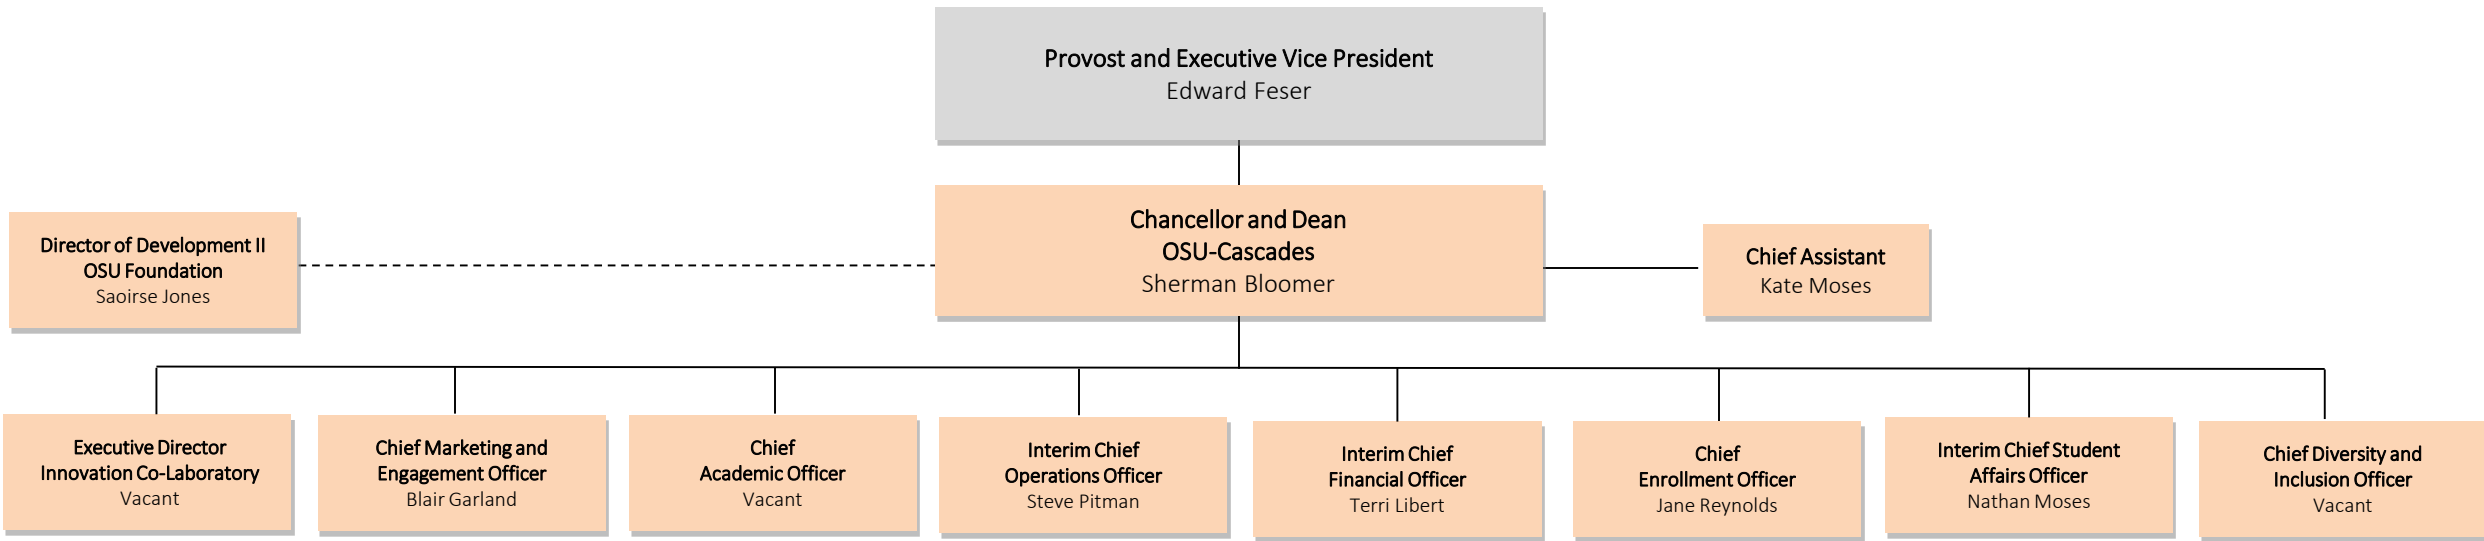 Provost and Executive Vice President
Edward Feser
Chancellor and Dean
OSU-Cascades
Sherman Bloomer
Director of Development II
OSU Foundation
Saoirse Jones
Chief Assistant
Kate Moses
Executive Director
Innovation Co-Laboratory
Vacant
Chief Marketing and
Engagement Officer
Blair Garland
Chief
Academic Officer
Vacant
Interim Chief
Operations Officer
Steve Pitman
Interim Chief
Financial Officer
Terri Libert
Chief
Enrollment Officer
Jane Reynolds
Interim Chief Student
Affairs Officer
Nathan Moses
Chief Diversity and
Inclusion Officer
Vacant